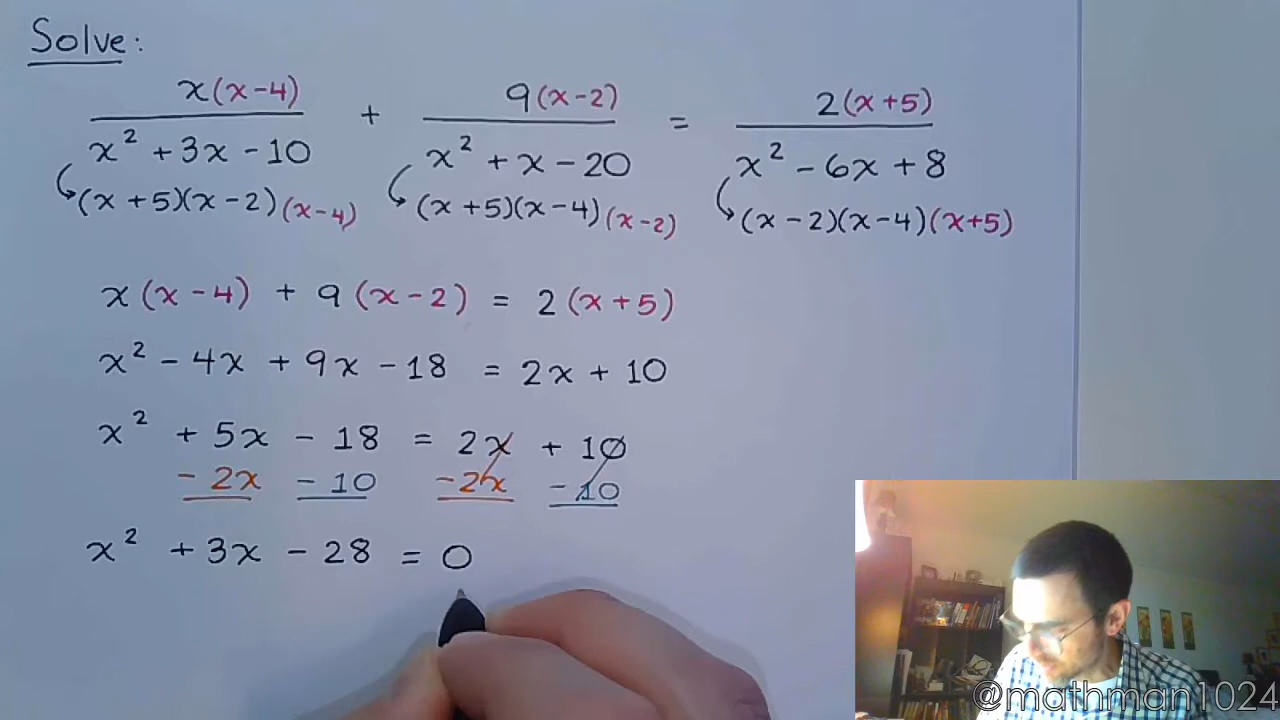 Solve:
x(x-4) + 9(x-2) = 2(x+5)
x² + 3x - 10   x² + x - 20   x² - 6x + 8
(x+5)(x-2)(x-4)   (x+5)(x-4)(x-2)   (x-2)(x-4)(x+5)
x(x-4) + 9(x-2) = 2(x+5)
x² - 4x + 9x - 18 = 2x + 10
x² + 5x - 18 = 2x + 10
- 2x - 10   - 2x - 10
x² + 3x - 28 = 0
@mathman1024